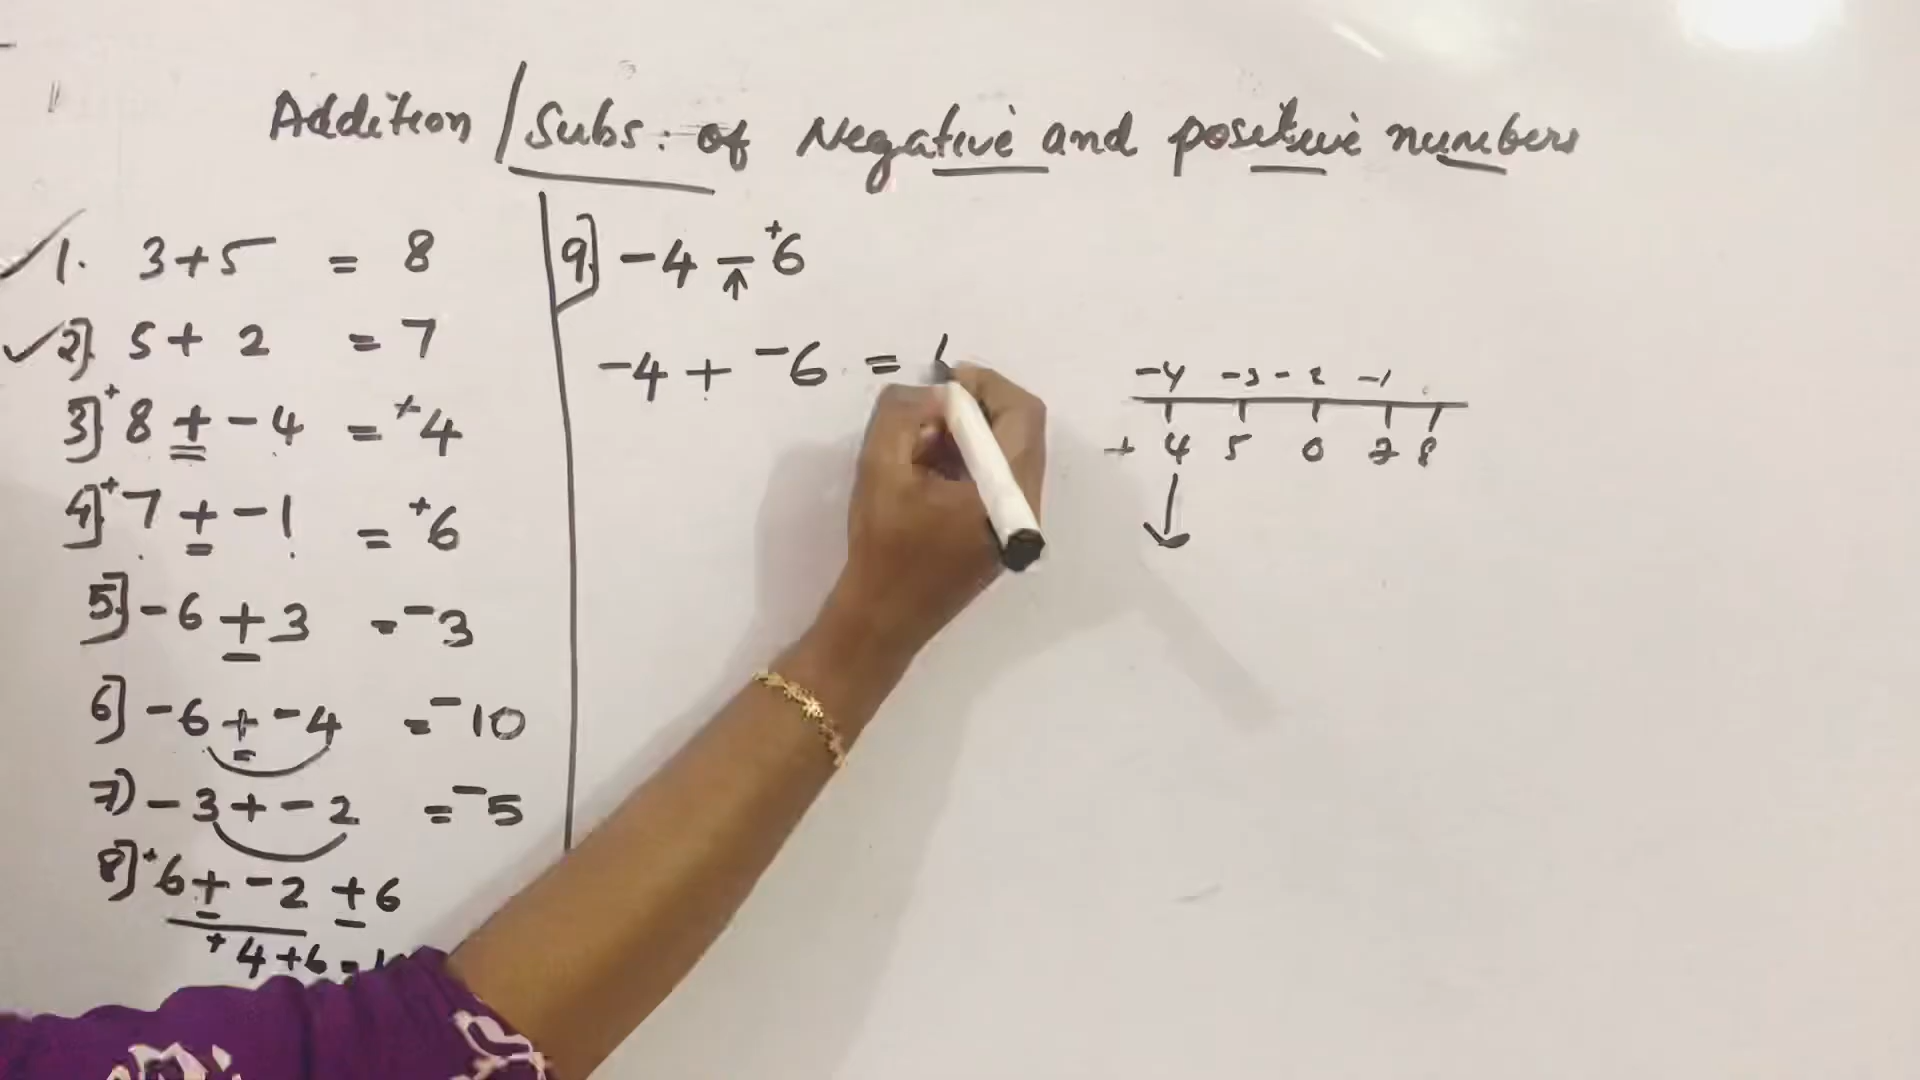 Addition / Subs: of Negative and positive numbers
1. 3+5 = 8
2] 5+ 2 = 7
3] +8 + -4 = +4
4] +7 + -1 = +6
5] -6 + 3 = -3
6] -6 + -4 = -10
7) -3 + -2 = -5
8] +6 + -2 + 6
+4+6 =
9] -4 - +6
-4 + -6 =
-4 -3 -2 -1
+ 4 5 0 8